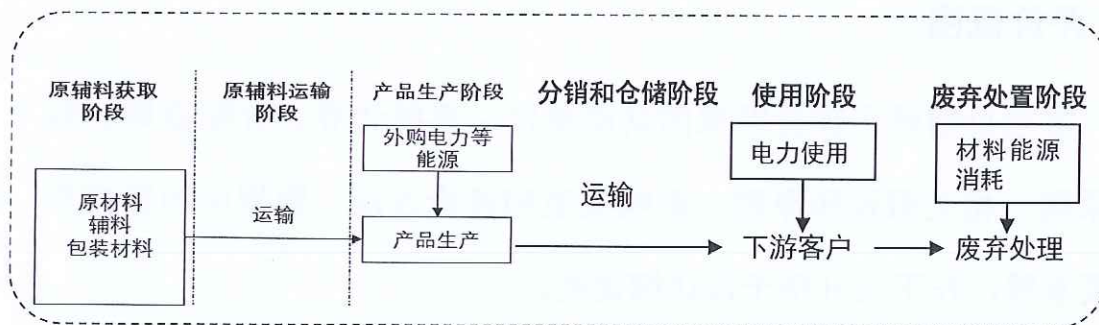 原辅料获取
阶段
原辅料运输
阶段
产品生产阶段
分销和仓储阶段
使用阶段
废弃处置阶段
外购电力等
能源
电力使用
材料能源
消耗
原材料
辅料
包装材料
运输
产品生产
运输
下游客户
废弃处理